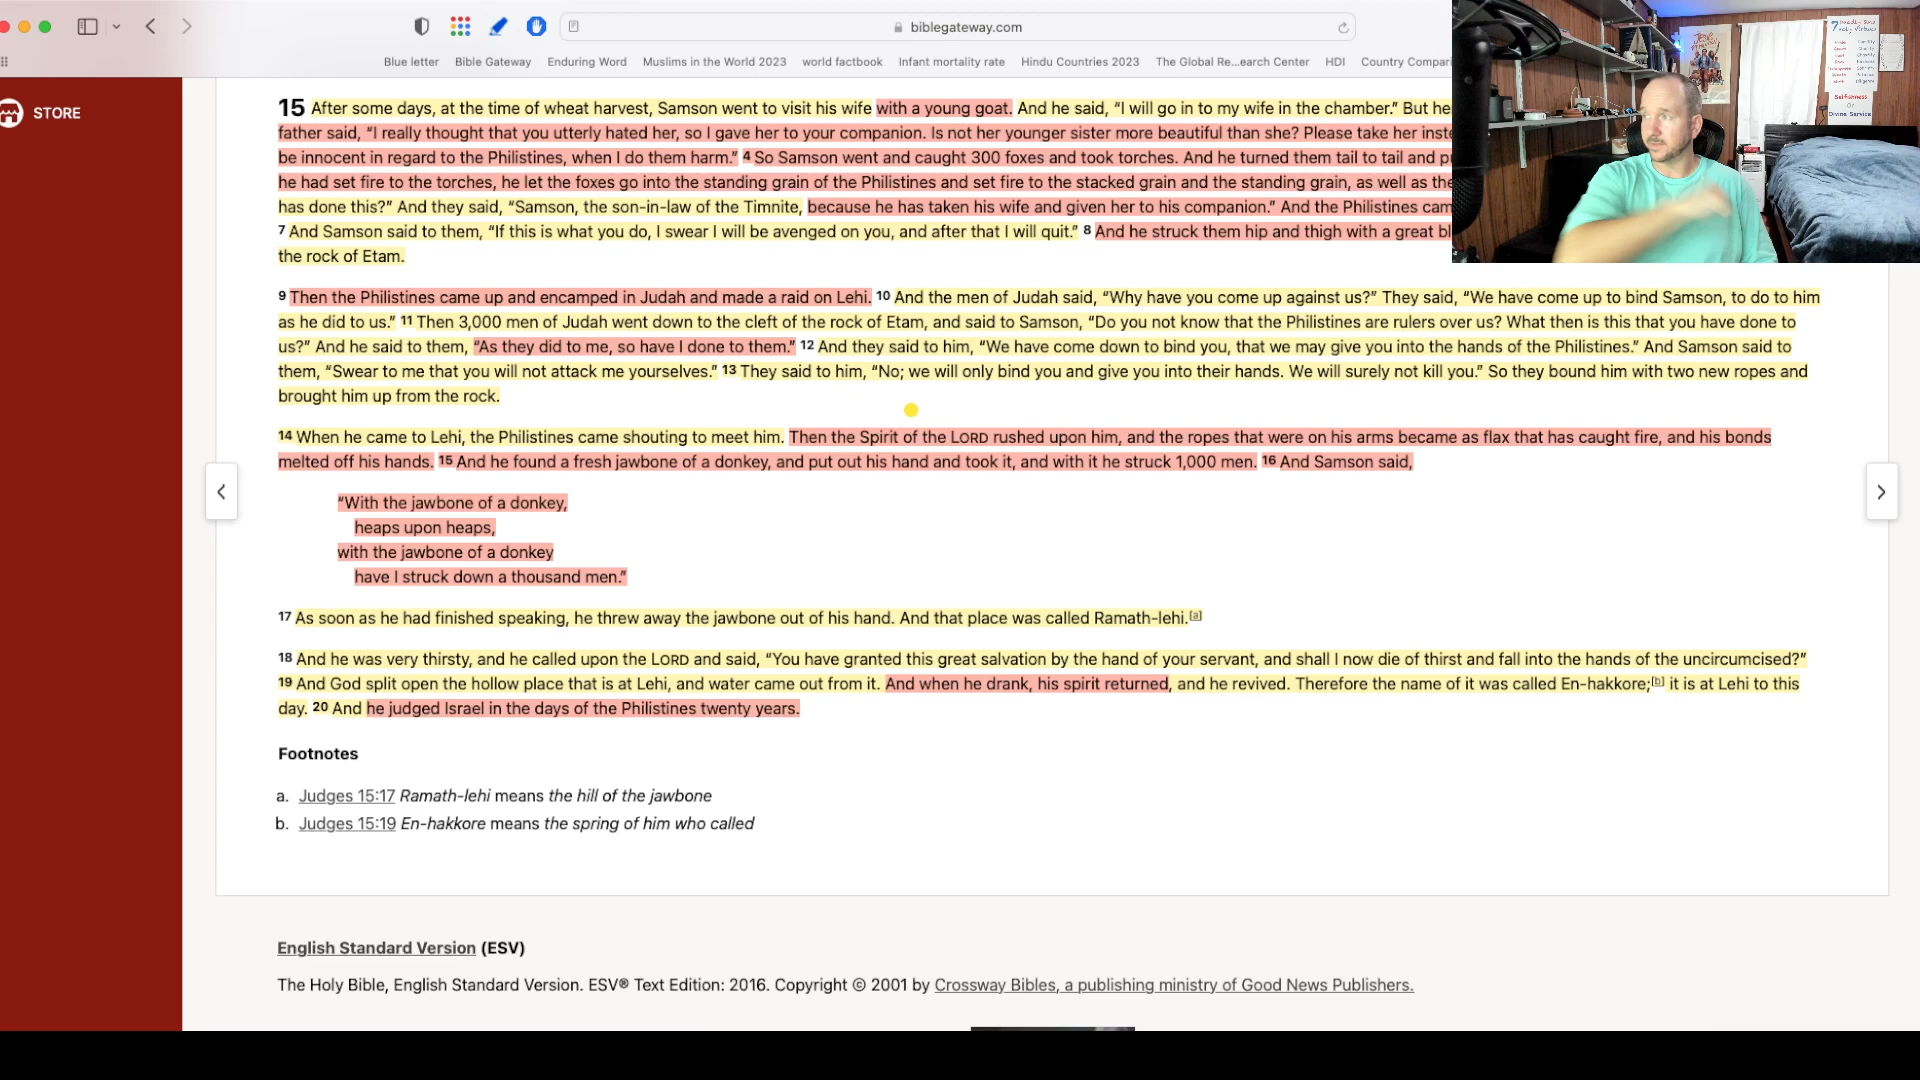 biblegateway.com
Blue letter Bible Gateway Enduring Word Muslims in the World 2023 world factbook Infant mortality rate Hindu Countries 2023 The Global Re...earch Center HDI Country Compari
STORE
15 After some days, at the time of wheat harvest, Samson went to visit his wife with a young goat. And he said, “I will go in to my wife in the chamber.” But he
father said, “I really thought that you utterly hated her, so I gave her to your companion. Is not her younger sister more beautiful than she? Please take her inste
be innocent in regard to the Philistines, when I do them harm.” 4 So Samson went and caught 300 foxes and took torches. And he turned them tail to tail and p
he had set fire to the torches, he let the foxes go into the standing grain of the Philistines and set fire to the stacked grain and the standing grain, as well as the
has done this?” And they said, “Samson, the son-in-law of the Timnite, because he has taken his wife and given her to his companion.” And the Philistines cam
7 And Samson said to them, “If this is what you do, I swear I will be avenged on you, and after that I will quit.” 8 And he struck them hip and thigh with a great bl
the rock of Etam.
9 Then the Philistines came up and encamped in Judah and made a raid on Lehi. 10 And the men of Judah said, “Why have you come up against us?” They said, “We have come up to bind Samson, to do to him
as he did to us.” 11 Then 3,000 men of Judah went down to the cleft of the rock of Etam, and said to Samson, “Do you not know that the Philistines are rulers over us? What then is this that you have done to
us?” And he said to them, “As they did to me, so have I done to them.” 12 And they said to him, “We have come down to bind you, that we may give you into the hands of the Philistines.” And Samson said to
them, “Swear to me that you will not attack me yourselves.” 13 They said to him, “No; we will only bind you and give you into their hands. We will surely not kill you.” So they bound him with two new ropes and
brought him up from the rock.
14 When he came to Lehi, the Philistines came shouting to meet him. Then the Spirit of the LORD rushed upon him, and the ropes that were on his arms became as flax that has caught fire, and his bonds
melted off his hands. 15 And he found a fresh jawbone of a donkey, and put out his hand and took it, and with it he struck 1,000 men. 16 And Samson said,
“With the jawbone of a donkey,
heaps upon heaps,
with the jawbone of a donkey
have I struck down a thousand men.”
17 As soon as he had finished speaking, he threw away the jawbone out of his hand. And that place was called Ramath-lehi.[a]
18 And he was very thirsty, and he called upon the LORD and said, “You have granted this great salvation by the hand of your servant, and shall I now die of thirst and fall into the hands of the uncircumcised?”
19 And God split open the hollow place that is at Lehi, and water came out from it. And when he drank, his spirit returned, and he revived. Therefore the name of it was called En-hakkore;[b] it is at Lehi to this
day. 20 And he judged Israel in the days of the Philistines twenty years.
Footnotes
a. Judges 15:17 Ramath-lehi means the hill of the jawbone
b. Judges 15:19 En-hakkore means the spring of him who called
English Standard Version (ESV)
The Holy Bible, English Standard Version. ESV® Text Edition: 2016. Copyright © 2001 by Crossway Bibles, a publishing ministry of Good News Publishers.